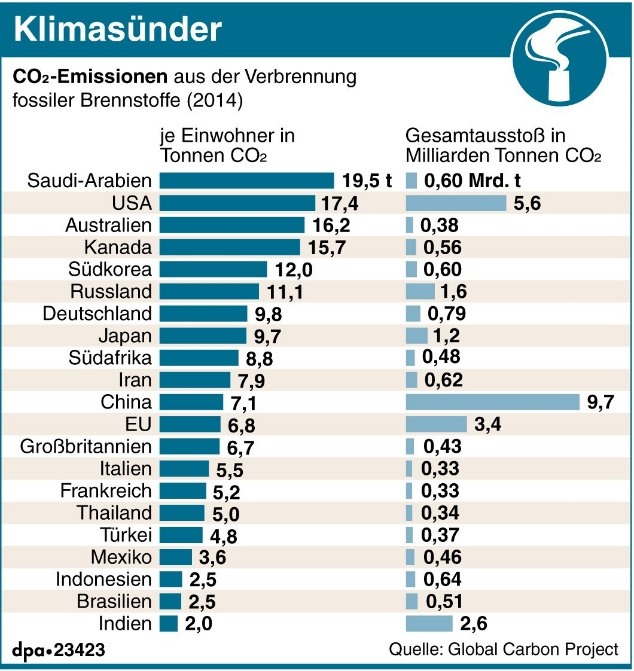 Klimasünder
CO₂-Emissionen aus der Verbrennung
fossiler Brennstoffe (2014)
je Einwohner in Gesamtausstoß in
Tonnen CO₂ Milliarden Tonnen CO₂
Saudi-Arabien 19,5 t 0,60 Mrd. t
USA 17,4 5,6
Australien 16,2 0,38
Kanada 15,7 0,56
Südkorea 12,0 0,60
Russland 11,1 1,6
Deutschland 9,8 0,79
Japan 9,7 1,2
Südafrika 8,8 0,48
Iran 7,9 0,62
China 7,1 9,7
EU 6,8 3,4
Großbritannien 6,7 0,43
Italien 5,5 0,33
Frankreich 5,2 0,33
Thailand 5,0 0,34
Türkei 4,8 0,37
Mexiko 3,6 0,46
Indonesien 2,5 0,64
Brasilien 2,5 0,51
Indien 2,0 2,6
dpa•23423 Quelle: Global Carbon Project